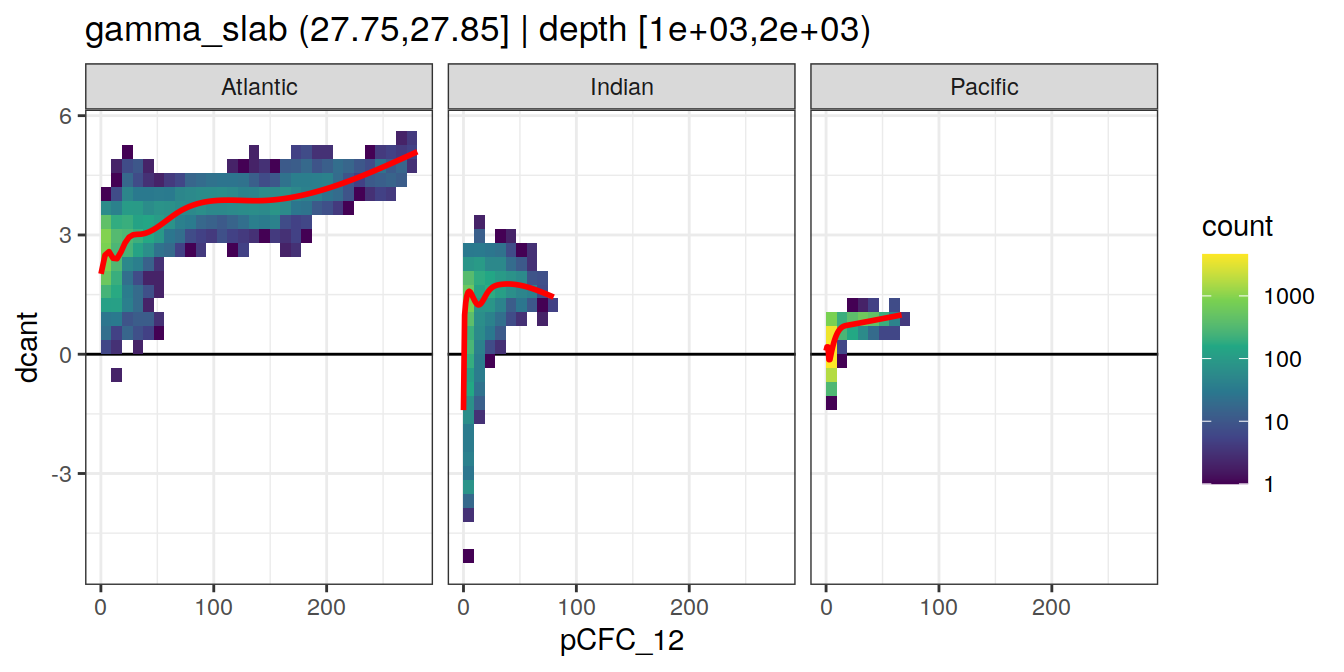 gamma_slab (27.75,27.85] | depth [1e+03,2e+03)
Atlantic
Indian
Pacific
6
3
0
-3
dcant
0 100 200
0 100 200
0 100 200
pCFC_12
count
1000
100
10
1